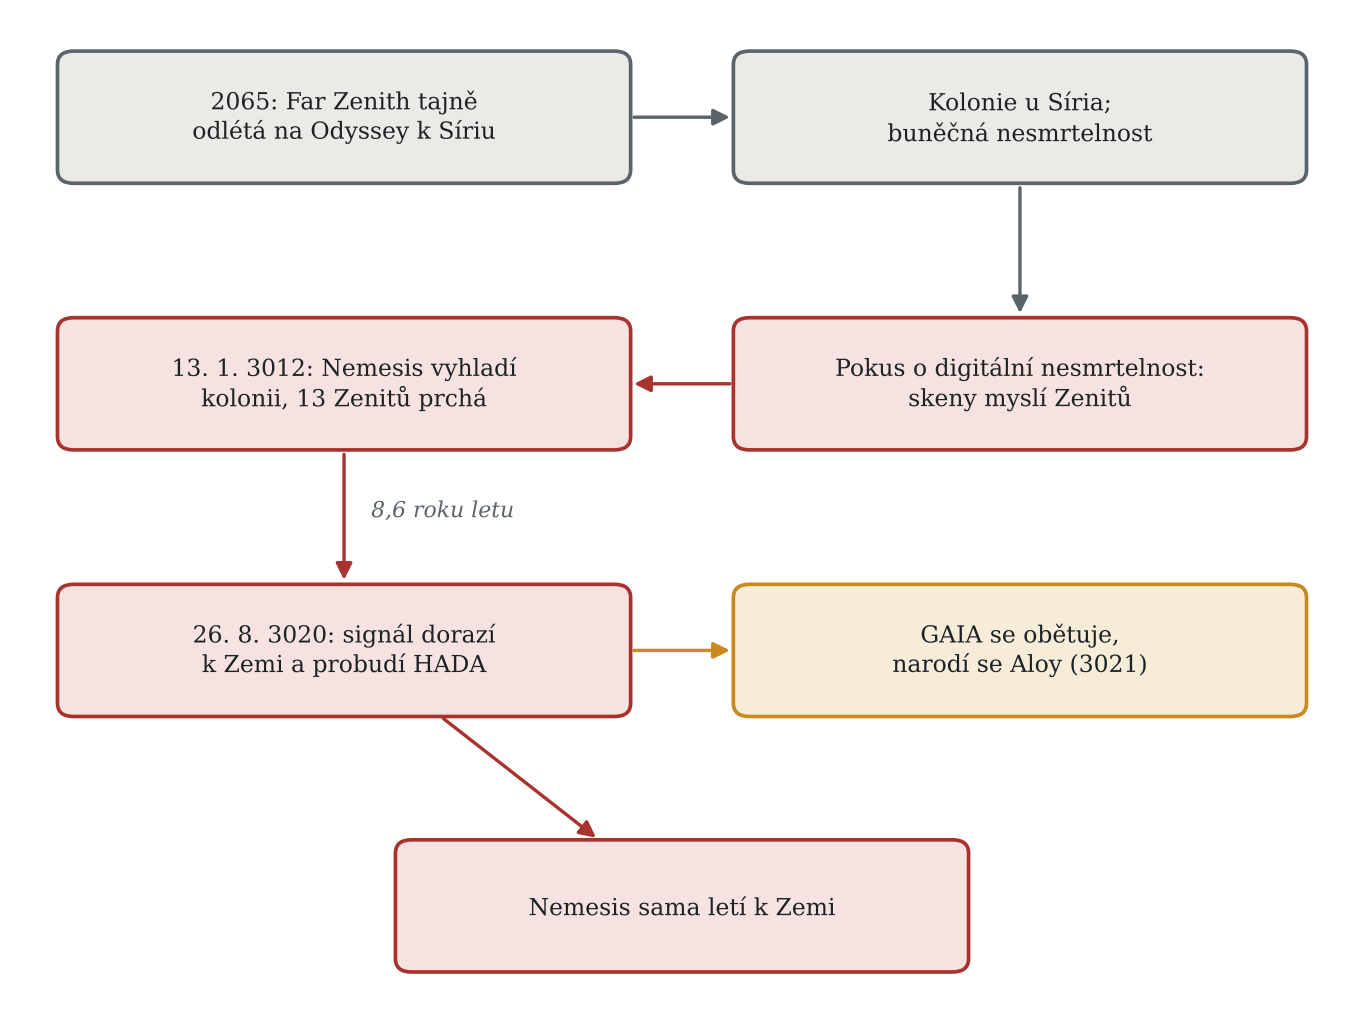 2065: Far Zenith tajně
odlétá na Odyssey k Síriu
Kolonie u Síria;
buněčná nesmrtelnost
13. 1. 3012: Nemesis vyhladí
kolonii, 13 Zenitů prchá
Pokus o digitální nesmrtelnost:
skeny myslí Zenitů
8,6 roku letu
26. 8. 3020: signál dorazí
k Zemi a probudí HADA
GAIA se obětuje,
narodí se Aloy (3021)
Nemesis sama letí k Zemi